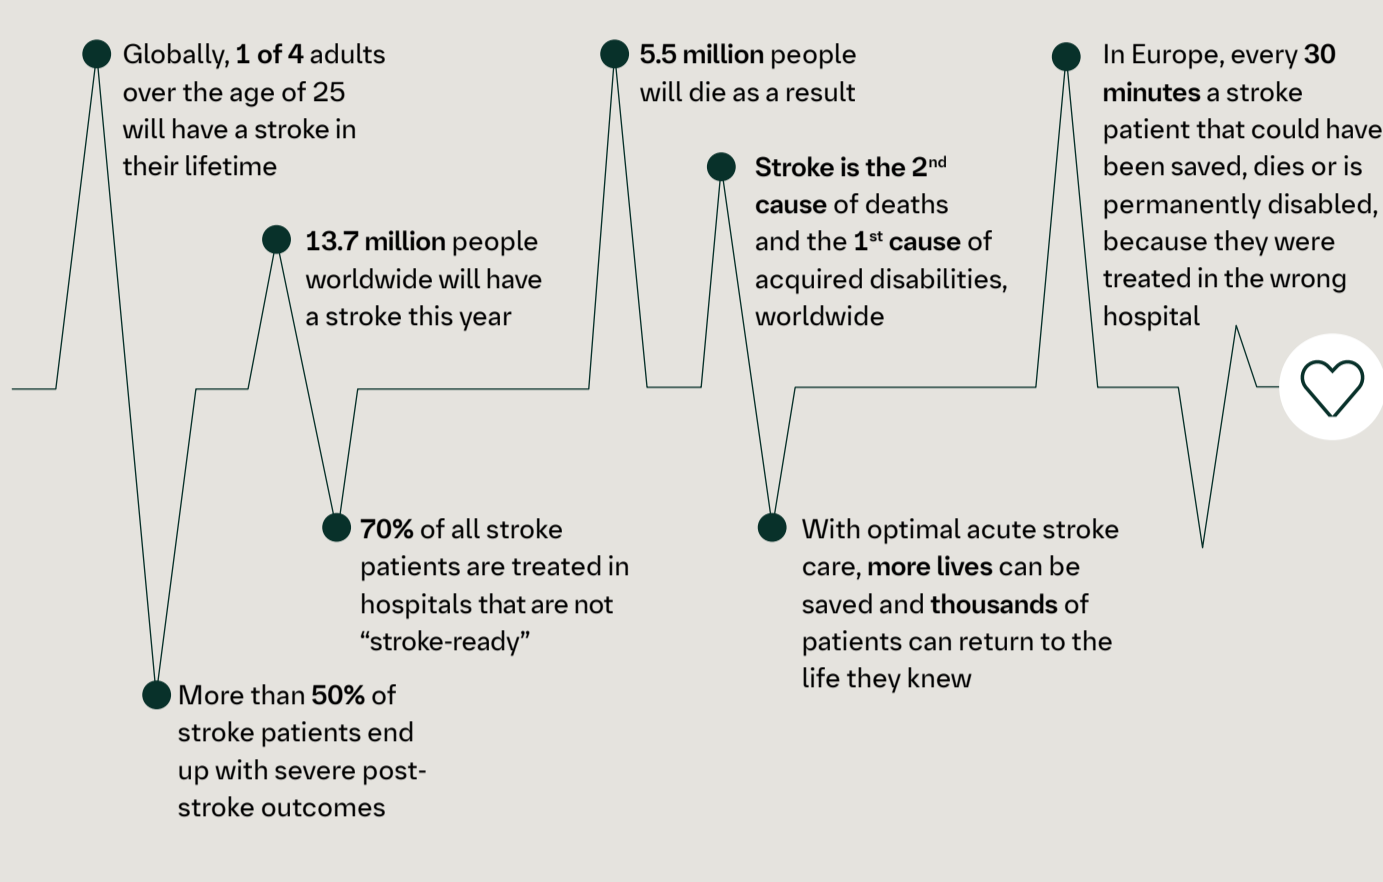 Globally, 1 of 4 adults
over the age of 25
will have a stroke in
their lifetime
More than 50% of
stroke patients end
up with severe post-
stroke outcomes
13.7 million people
worldwide will have
a stroke this year
70% of all stroke
patients are treated in
hospitals that are not
“stroke-ready”
5.5 million people
will die as a result
Stroke is the 2nd
cause of deaths
and the 1st cause of
acquired disabilities,
worldwide
With optimal acute stroke
care, more lives can be
saved and thousands of
patients can return to the
life they knew
In Europe, every 30
minutes a stroke
patient that could have
been saved, dies or is
permanently disabled,
because they were
treated in the wrong
hospital